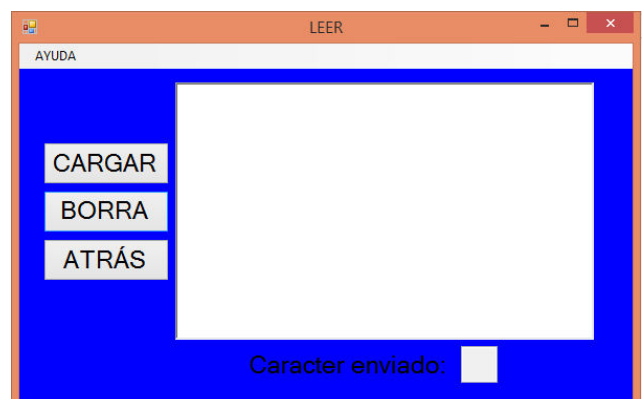 LEER
AYUDA
CARGAR
BORRA
ATRÁS
Caracter enviado: